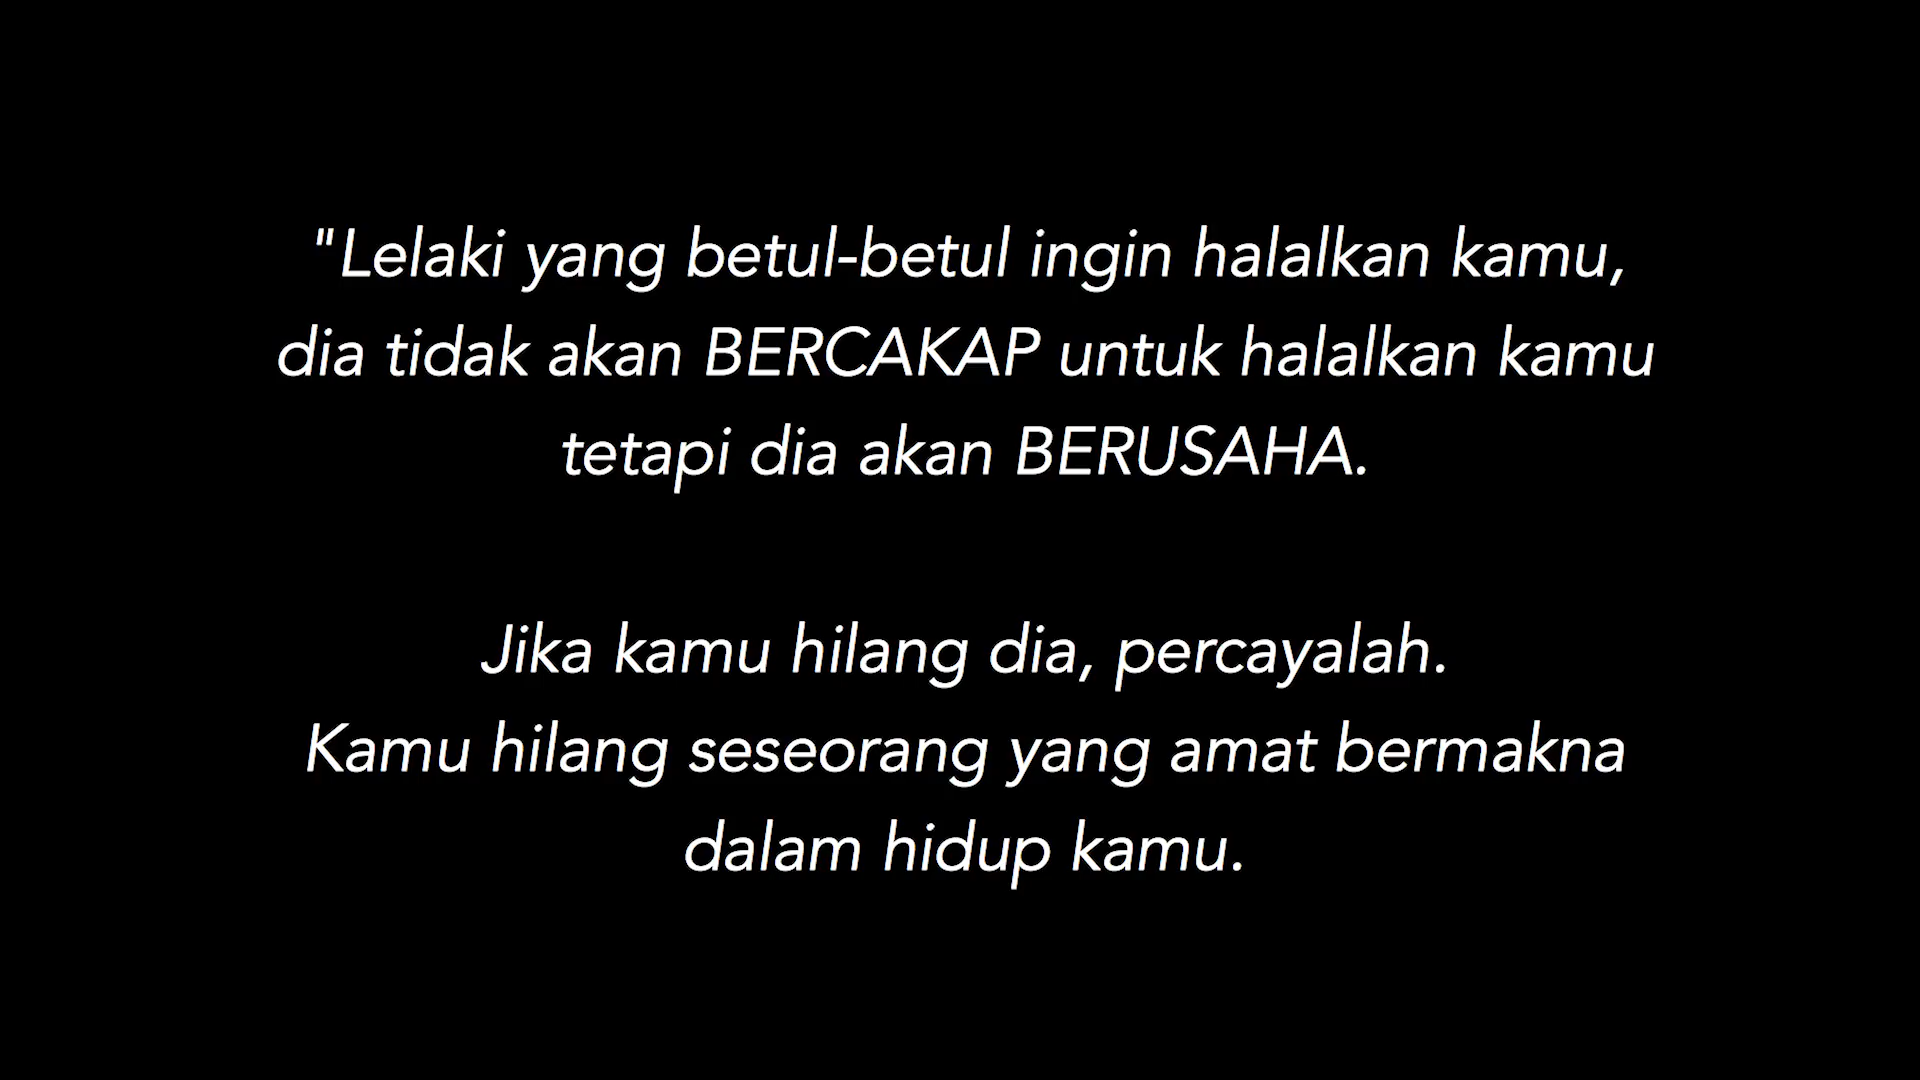 "Lelaki yang betul-betul ingin halalkan kamu,
dia tidak akan BERCAKAP untuk halalkan kamu
tetapi dia akan BERUSAHA.
Jika kamu hilang dia, percayalah.
Kamu hilang seseorang yang amat bermakna
dalam hidup kamu.